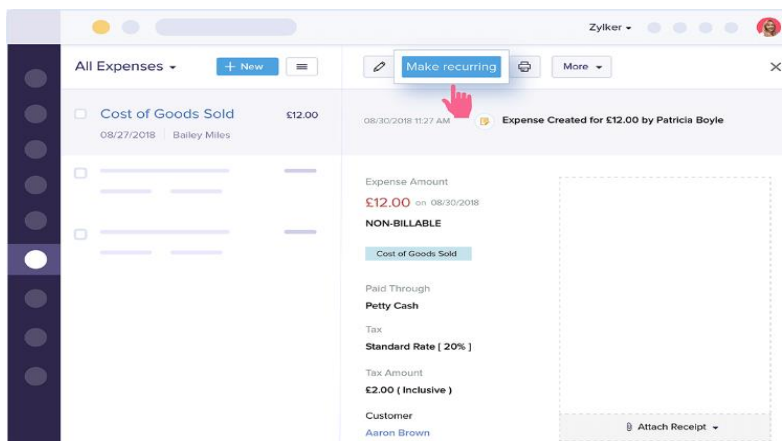 Zylker
All Expenses
+ New
Make recurring
More
Cost of Goods Sold £12.00
08/27/2018 Bailey Miles
08/30/2018 11:27 AM Expense Created for £12.00 by Patricia Boyle
Expense Amount
£12.00 on 08/30/2018
NON-BILLABLE
Cost of Goods Sold
Paid Through
Petty Cash
Tax
Standard Rate [ 20% ]
Tax Amount
£2.00 ( Inclusive )
Customer
Aaron Brown
Attach Receipt